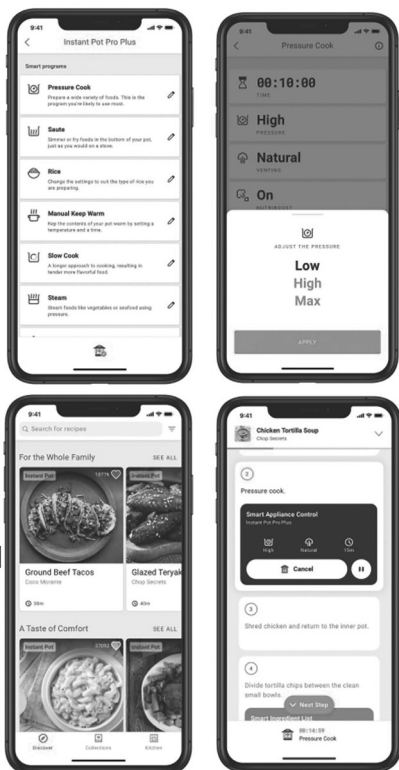 9:41
Instant Pot Pro Plus
Smart programs
Pressure Cook
Prepare a wide variety of foods. This is the
program you're likely to use most.
Saute
Simmer or fry foods in the bottom of your pot,
just as you would on a stove.
Rice
Change the settings to suit the type of rice you
are preparing.
Manual Keep Warm
Kep the contents of your pot warm by setting a
temperature and a time.
Slow Cook
A longer approach to cooking, resulting in
tender more flavorful food.
Steam
Steam foods like vegetables or seafood using
pressure.
9:41
Pressure Cook
00:10:00
TIME
High
PRESSURE
Natural
VENTING
On
NUTRIBOOST
ADJUST THE PRESSURE
Low
High
Max
APPLY
9:41
Search for recipes
For the Whole Family
SEE ALL
Instant Pot
10776
Instant Pot
Ground Beef Tacos
Coco Morante
36m
Glazed Teryak
Chop Secrets
40m
A Taste of Comfort
SEE ALL
Instant Pot
37092
Instant Pot
Discover
Collections
Kitchen
9:41
Chicken Tortilla Soup
Chop Secrets
2
Pressure cook.
Smart Appliance Control
Instant Pot Pro Plus
High
Natural
15m
Cancel
3
Shred chicken and return to the inner pot.
4
Divide tortilla chips between the clean
small bowls.
Next Step
Smart Ingredient List
00:14:59
Pressure Cook